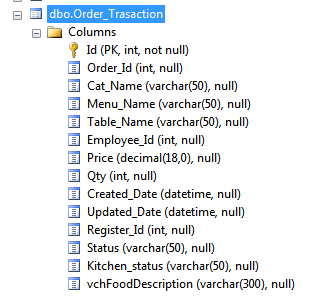 dbo.Order_Trasaction
Columns
Id (PK, int, not null)
Order_Id (int, null)
Cat_Name (varchar(50), null)
Menu_Name (varchar(50), null)
Table_Name (varchar(50), null)
Employee_Id (int, null)
Price (decimal(18,0), null)
Qty (int, null)
Created_Date (datetime, null)
Updated_Date (datetime, null)
Register_Id (int, null)
Status (varchar(50), null)
Kitchen_status (varchar(50), null)
vchFoodDescription (varchar(300), null)